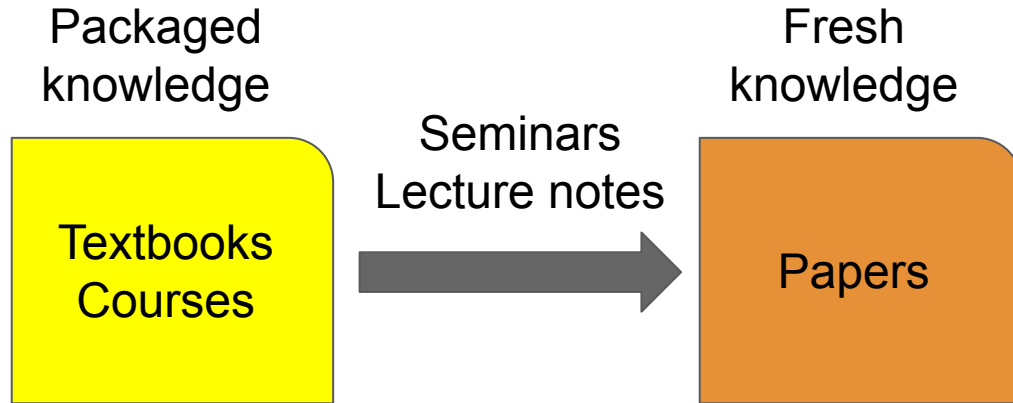 Packaged
knowledge
Textbooks
Courses
Seminars
Lecture notes
Fresh
knowledge
Papers